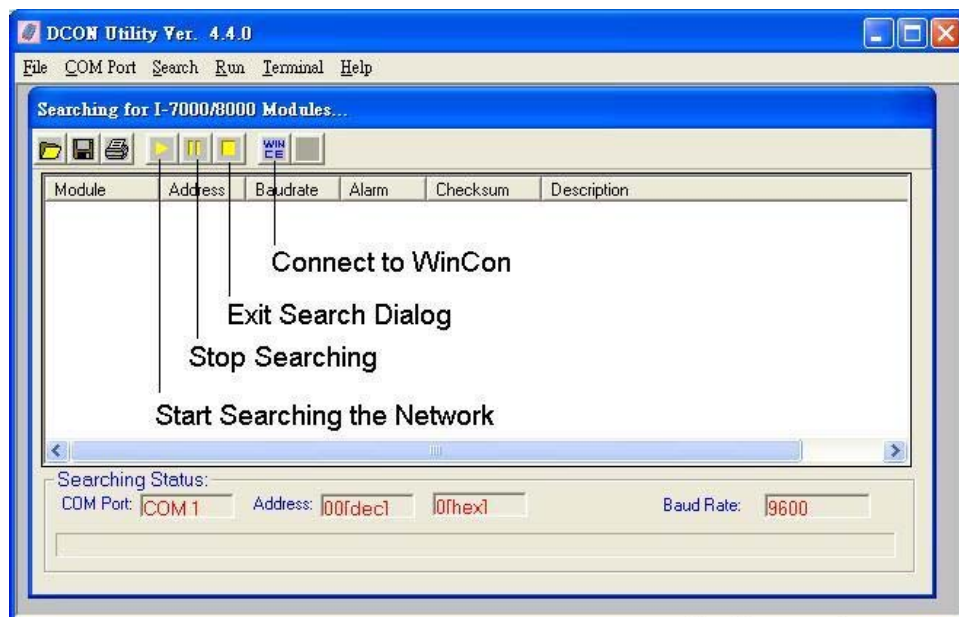 DCON Utility Ver. 4.4.0
File COM Port Search Run Terminal Help
Searching for I-7000/8000 Modules...
WIN CE
Module Address Baudrate Alarm Checksum Description
Connect to WinCon
Exit Search Dialog
Stop Searching
Start Searching the Network
Searching Status:
COM Port: COM 1 Address: 00[dec] 0[hex] Baud Rate: 9600